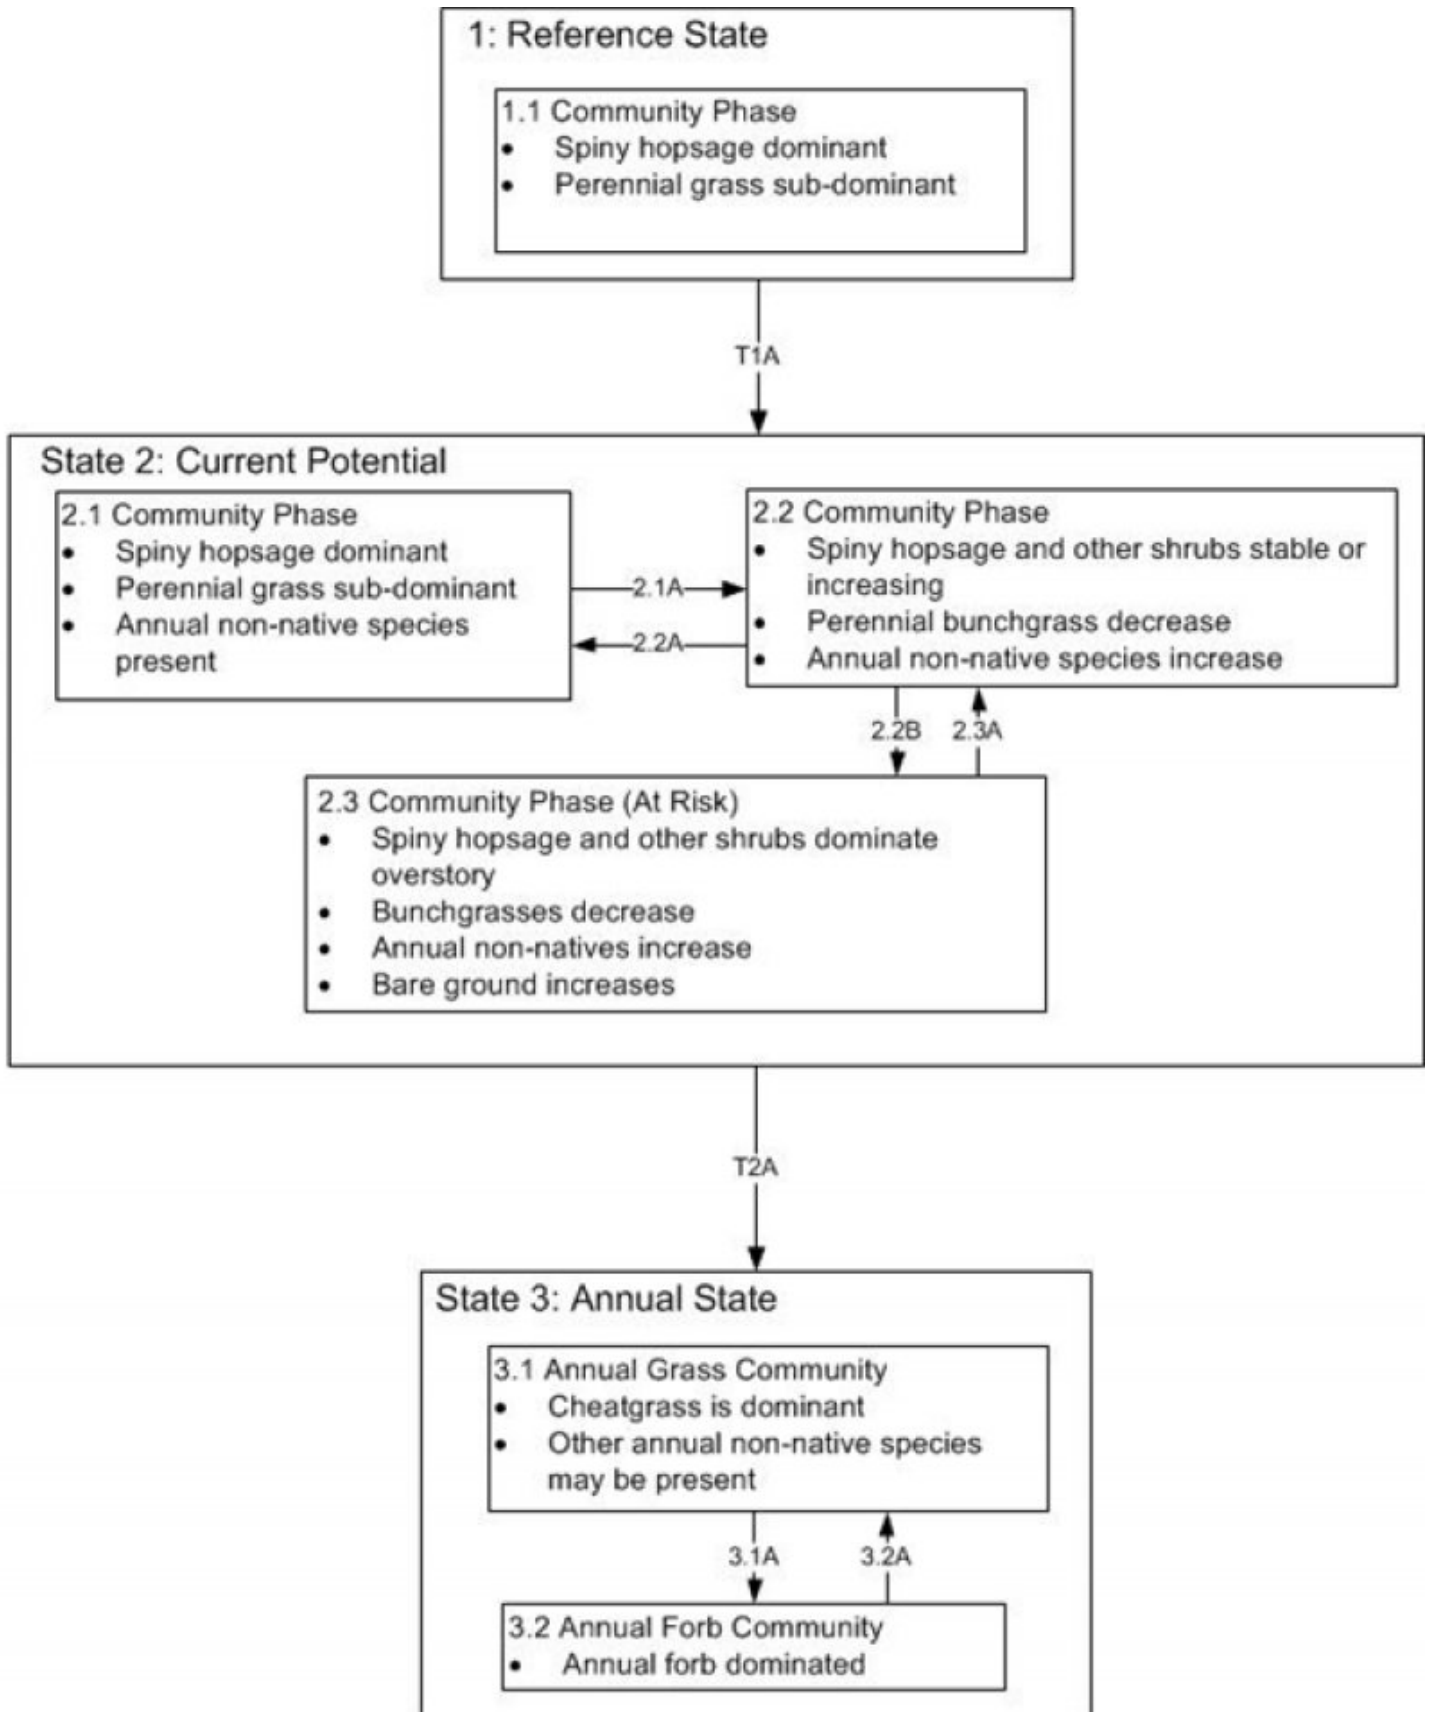 1: Reference State
1.1 Community Phase
• Spiny hopsage dominant
• Perennial grass sub-dominant
T1A
State 2: Current Potential
2.1 Community Phase
• Spiny hopsage dominant
• Perennial grass sub-dominant
• Annual non-native species
present
2.1A
2.2A
2.2 Community Phase
• Spiny hopsage and other shrubs stable or
increasing
• Perennial bunchgrass decrease
• Annual non-native species increase
2.2B
2.3A
2.3 Community Phase (At Risk)
• Spiny hopsage and other shrubs dominate
overstory
• Bunchgrasses decrease
• Annual non-natives increase
• Bare ground increases
T2A
State 3: Annual State
3.1 Annual Grass Community
• Cheatgrass is dominant
• Other annual non-native species
may be present
3.1A
3.2A
3.2 Annual Forb Community
• Annual forb dominated